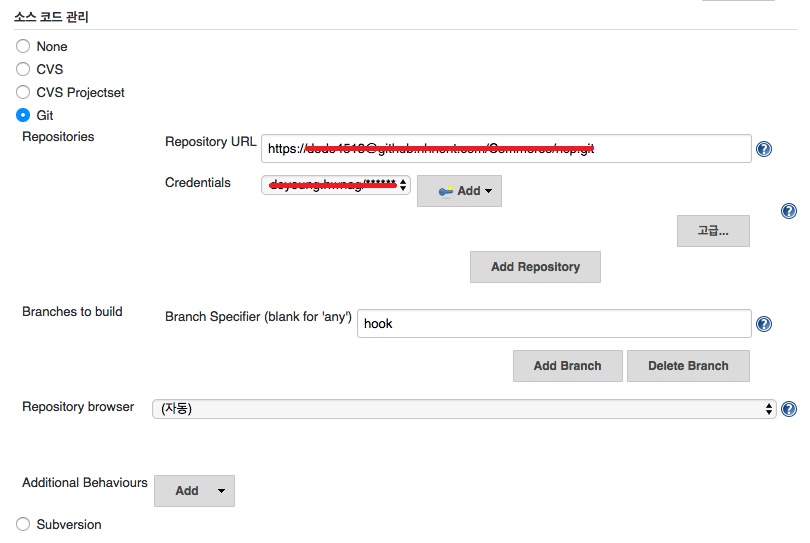 소스 코드 관리
None
CVS
CVS Projectset
Git
Repositories
Repository URL
https://
Credentials
Add
고급...
Add Repository
Branches to build
Branch Specifier (blank for 'any')
hook
Add Branch
Delete Branch
Repository browser
(자동)
Additional Behaviours
Add
Subversion